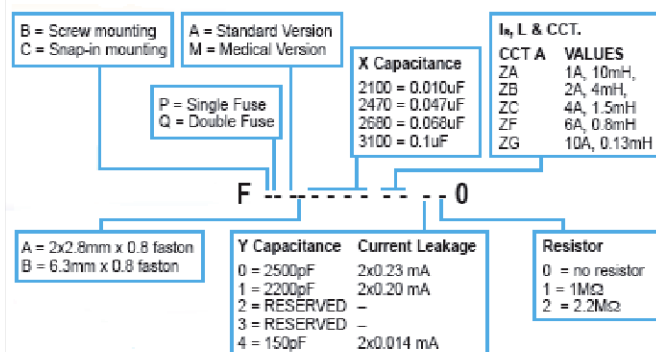 B = Screw mounting
C = Snap-in mounting
A = Standard Version
M = Medical Version
P = Single Fuse
Q = Double Fuse
X Capacitance
2100 = 0.010uF
2470 = 0.047uF
2680 = 0.068uF
3100 = 0.1uF
Iₙ, L & CCT.
CCT A VALUES
ZA 1A, 10mH,
ZB 2A, 4mH,
ZC 4A, 1.5mH
ZF 6A, 0.8mH
ZG 10A, 0.13mH
F - - - - - - - - - - - 0
A = 2x2.8mm x 0.8 faston
B = 6.3mm x 0.8 faston
Y Capacitance Current Leakage
0 = 2500pF 2x0.23 mA
1 = 2200pF 2x0.20 mA
2 = RESERVED –
3 = RESERVED –
4 = 150pF 2x0.014 mA
Resistor
0 = no resistor
1 = 1MΩ
2 = 2.2MΩ